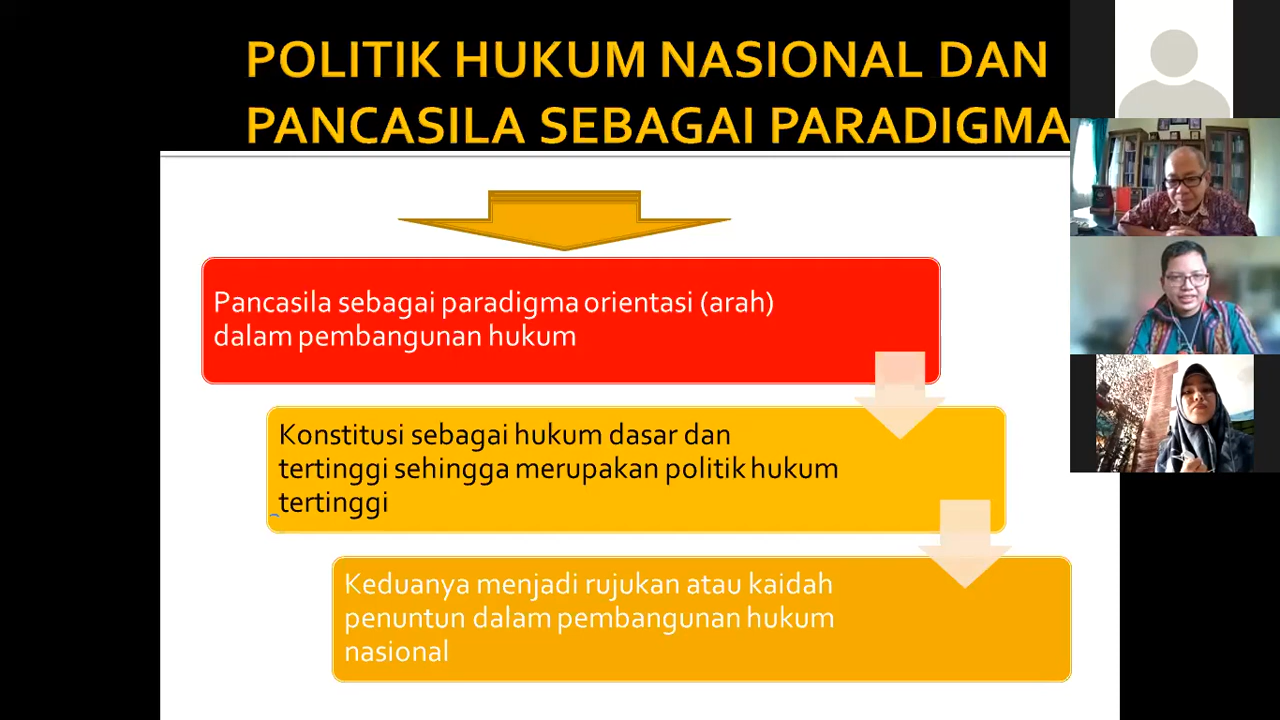 POLITIK HUKUM NASIONAL DAN
PANCASILA SEBAGAI PARADIGMA
Pancasila sebagai paradigma orientasi (arah)
dalam pembangunan hukum
Konstitusi sebagai hukum dasar dan
tertinggi sehingga merupakan politik hukum
tertinggi
Keduanya menjadi rujukan atau kaidah
penuntun dalam pembangunan hukum
nasional